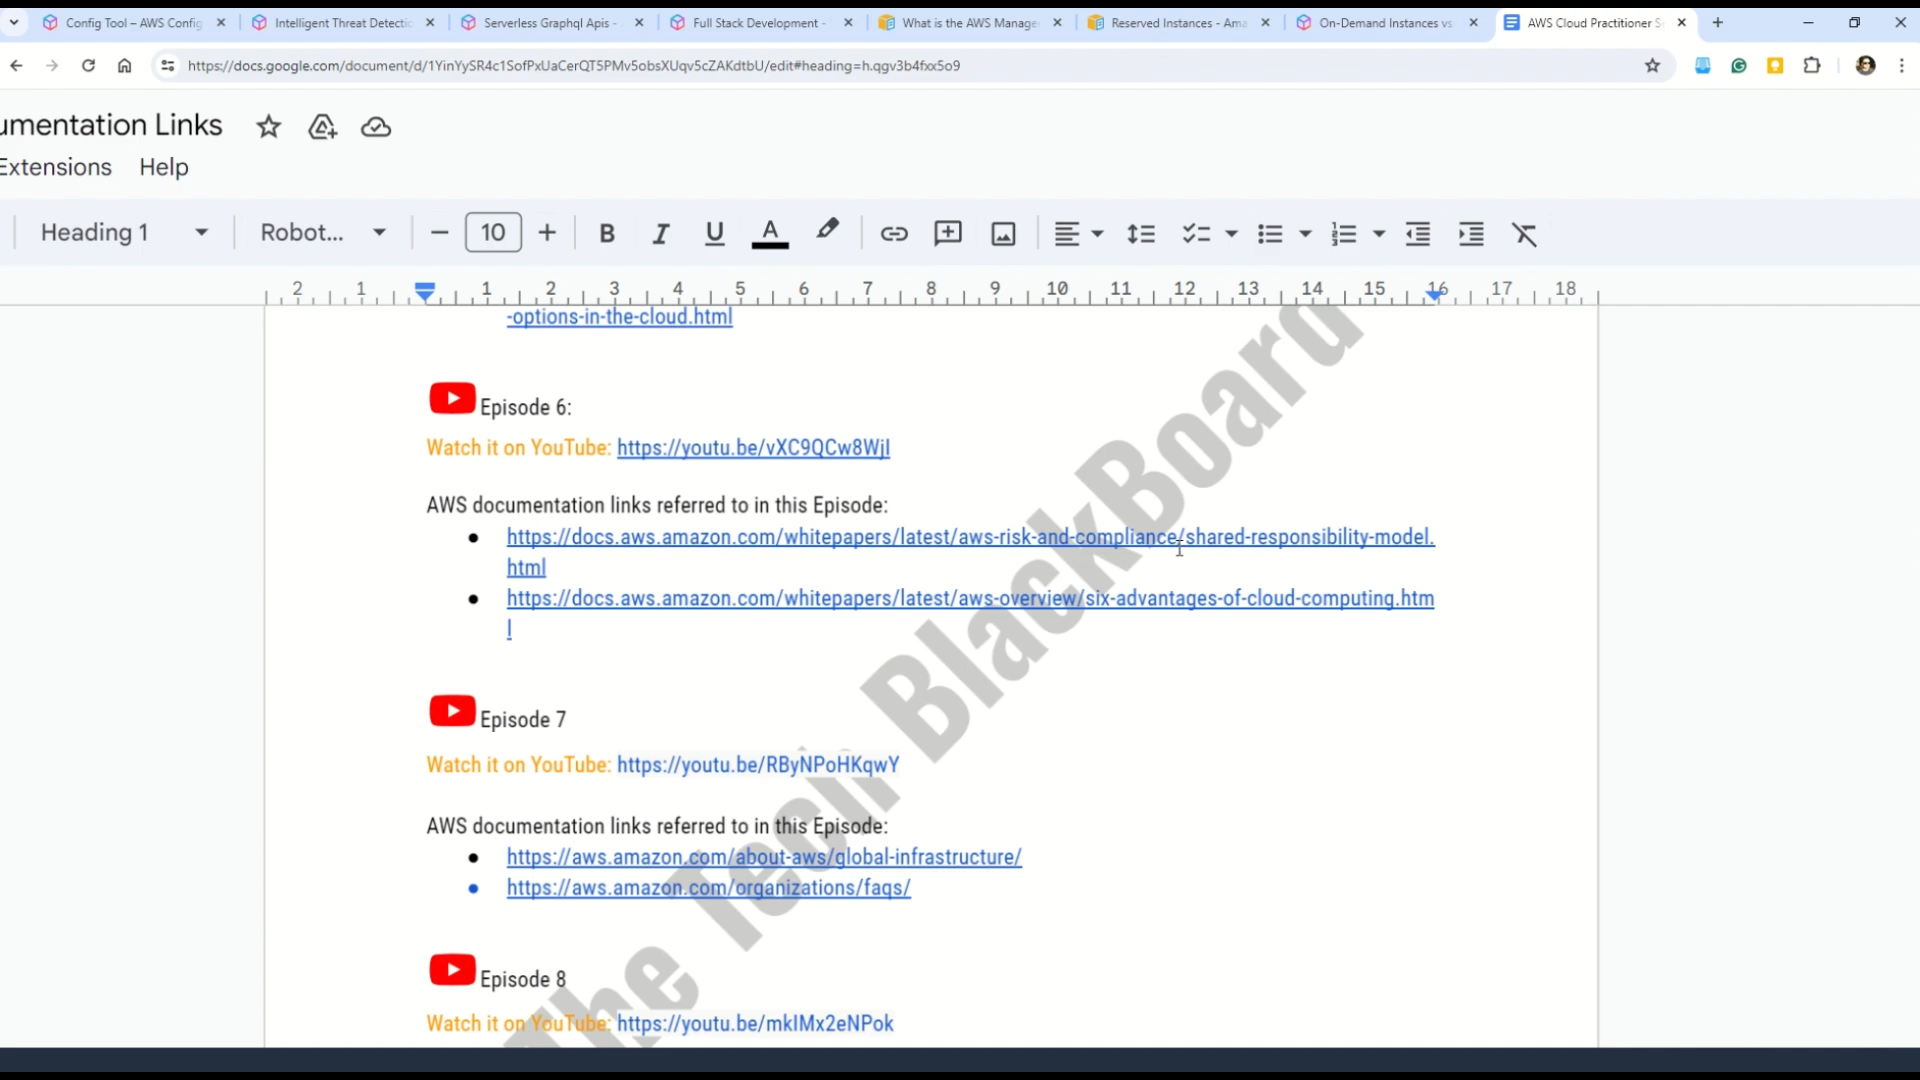 Config Tool – AWS Config
Intelligent Threat Detectic
Serverless Graphql Apis -
Full Stack Development -
What is the AWS Manage
Reserved Instances - Ama
On-Demand Instances vs
AWS Cloud Practitioner S
https://docs.google.com/document/d/1YinYySR4c1SofPxUaCerQT5PMv5obsXUqv5cZAKdtbU/edit#heading=h.qgv3b4fxx5o9
umentation Links
Extensions Help
Heading 1 Robot... 10 B I U A
2 1 1 2 3 4 5 6 7 8 9 10 11 12 13 14 15 16 17 18
-options-in-the-cloud.html
Episode 6:
Watch it on YouTube: https://youtu.be/vXC9QCw8WjI
AWS documentation links referred to in this Episode:
https://docs.aws.amazon.com/whitepapers/latest/aws-risk-and-compliance/shared-responsibility-model.
html
https://docs.aws.amazon.com/whitepapers/latest/aws-overview/six-advantages-of-cloud-computing.htm
l
Episode 7
Watch it on YouTube: https://youtu.be/RByNPoHKqwY
AWS documentation links referred to in this Episode:
https://aws.amazon.com/about-aws/global-infrastructure/
https://aws.amazon.com/organizations/faqs/
Episode 8
Watch it on YouTube: https://youtu.be/mkIMx2eNPok
The Tech BlackBoard